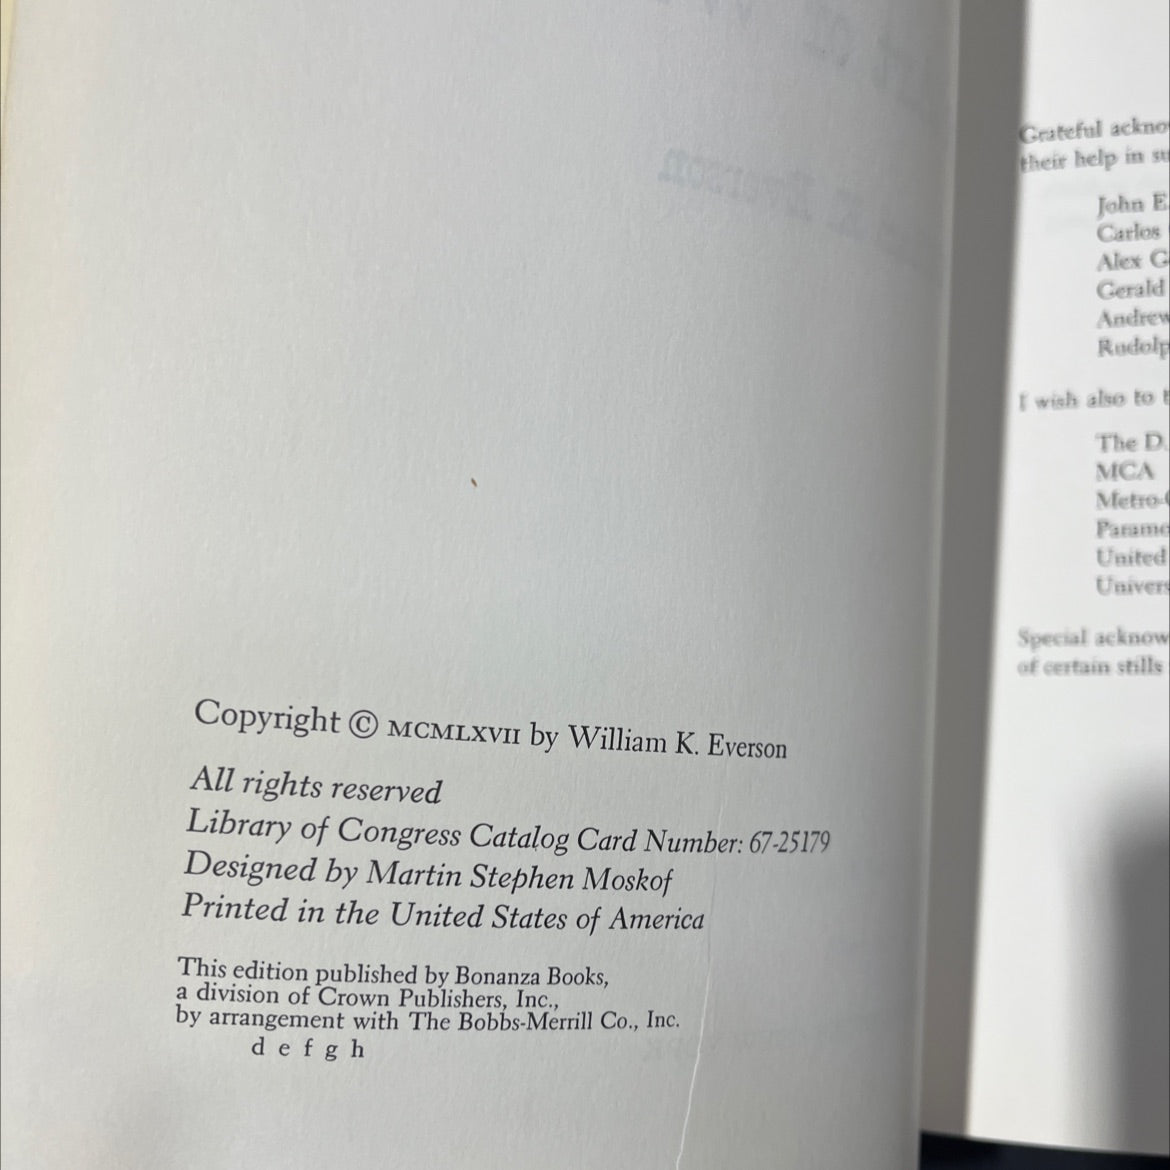 Copyright © MCMLXVII by William K. Everson
All rights reserved
Library of Congress Catalog Card Number: 67-25179
Designed by Martin Stephen Moskof
Printed in the United States of America
This edition published by Bonanza Books,
a division of Crown Publishers, Inc.,
by arrangement with The Bobbs-Merrill Co., Inc.
d e f g h
Grateful ackno
their help in su
John E.
Carlos
Alex G
Gerald
Andrew
Rudolp
I wish also to t
The D.
MCA
Metro-G
Paramo
United
Univers
Special acknow
of certain stills